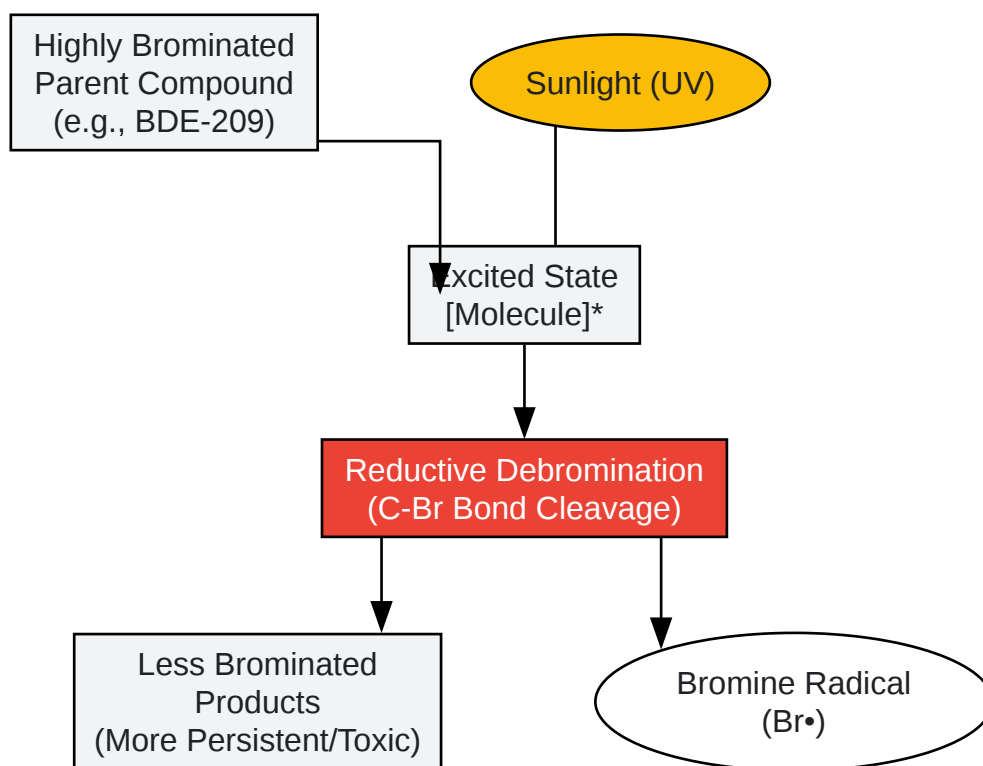 Highly Brominated
Parent Compound
(e.g., BDE-209)
Sunlight (UV)
Excited State
[Molecule]*
Reductive Debromination
(C-Br Bond Cleavage)
Less Brominated
Products
(More Persistent/Toxic)
Bromine Radical
(Br•)